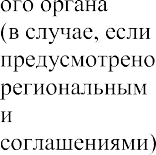 ого органа
(в случае, если
предусмотрено
региональным
и
соглашениями)